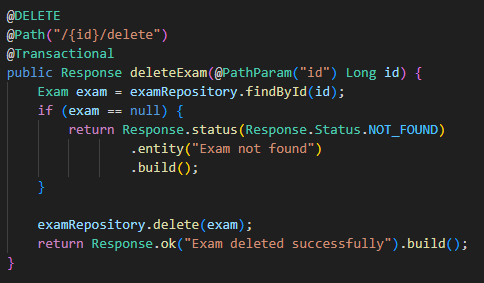 @DELETE
@Path("/{id}/delete")
@Transactional
public Response deleteExam(@PathParam("id") Long id) {
    Exam exam = examRepository.findById(id);
    if (exam == null) {
        return Response.status(Response.Status.NOT_FOUND)
                .entity("Exam not found")
                .build();
    }

    examRepository.delete(exam);
    return Response.ok("Exam deleted successfully").build();
}